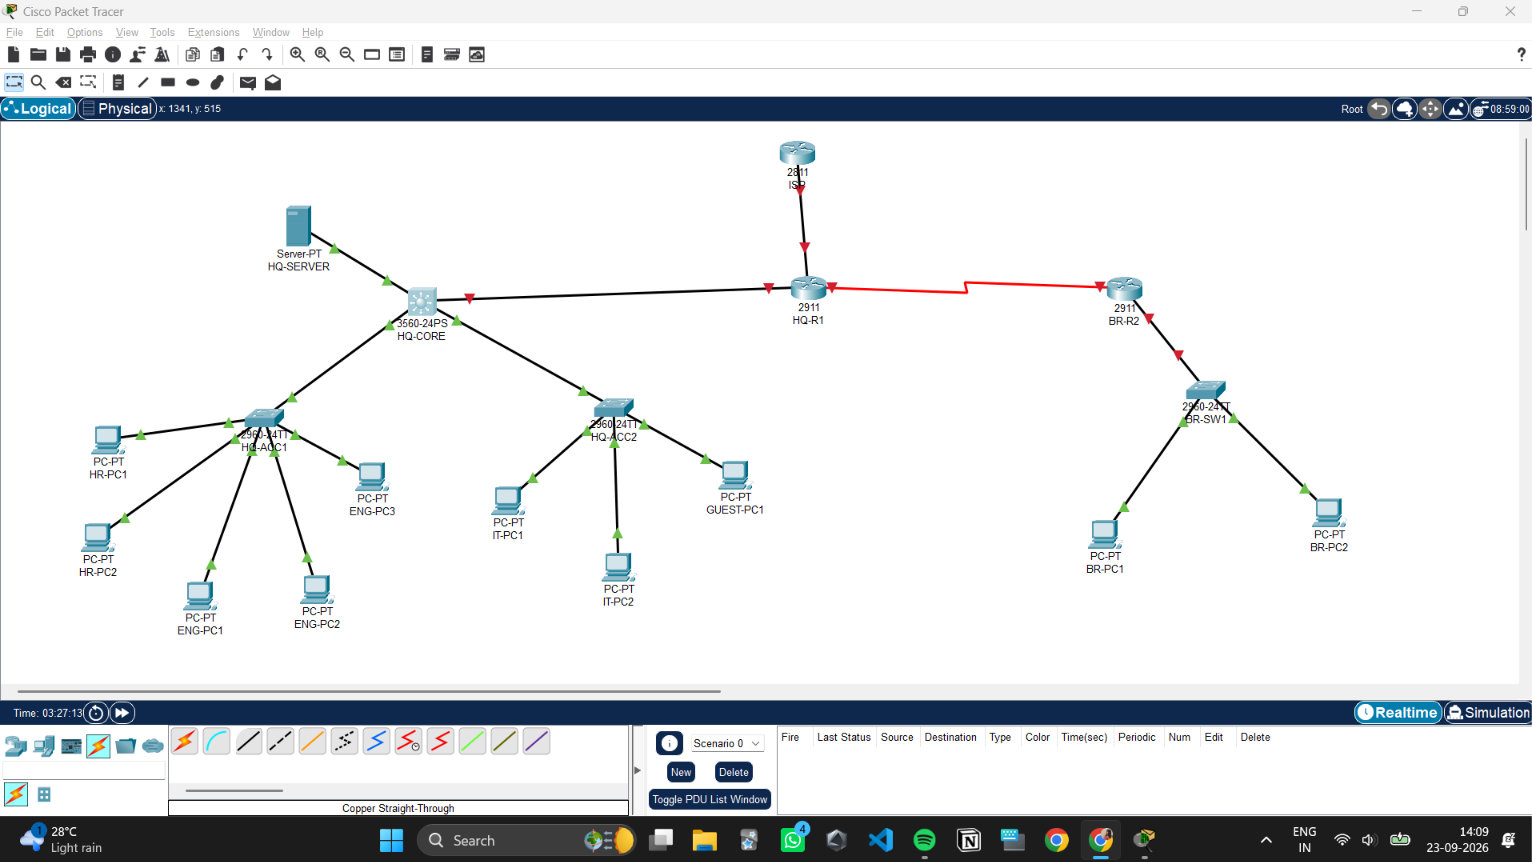 Cisco Packet Tracer
File Edit Options View Tools Extensions Window Help
?
Logical Physical x: 1341, y: 515 Root 08:59:00
2811
ISP
Server-PT
HQ-SERVER
3560-24PS
HQ-CORE
2911
HQ-R1
2911
BR-R2
2960-24TT
HQ-ACC1
2960-24TT
HQ-ACC2
2960-24TT
BR-SW1
PC-PT
HR-PC1
PC-PT
ENG-PC3
PC-PT
IT-PC1
PC-PT
GUEST-PC1
PC-PT
HR-PC2
PC-PT
BR-PC1
PC-PT
BR-PC2
PC-PT
ENG-PC1
PC-PT
ENG-PC2
PC-PT
IT-PC2
Time: 03:27:13 Realtime Simulation
Scenario 0
New Delete
Toggle PDU List Window
Fire Last Status Source Destination Type Color Time(sec) Periodic Num Edit Delete
Copper Straight-Through
1
28°C
Light rain
Search
4
ENG
IN
14:09
23-09-2026